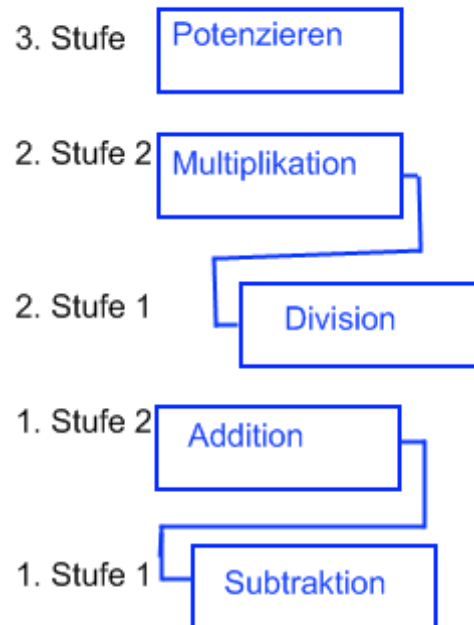 3. Stufe Potenzieren
2. Stufe 2 Multiplikation
2. Stufe 1 Division
1. Stufe 2 Addition
1. Stufe 1 Subtraktion